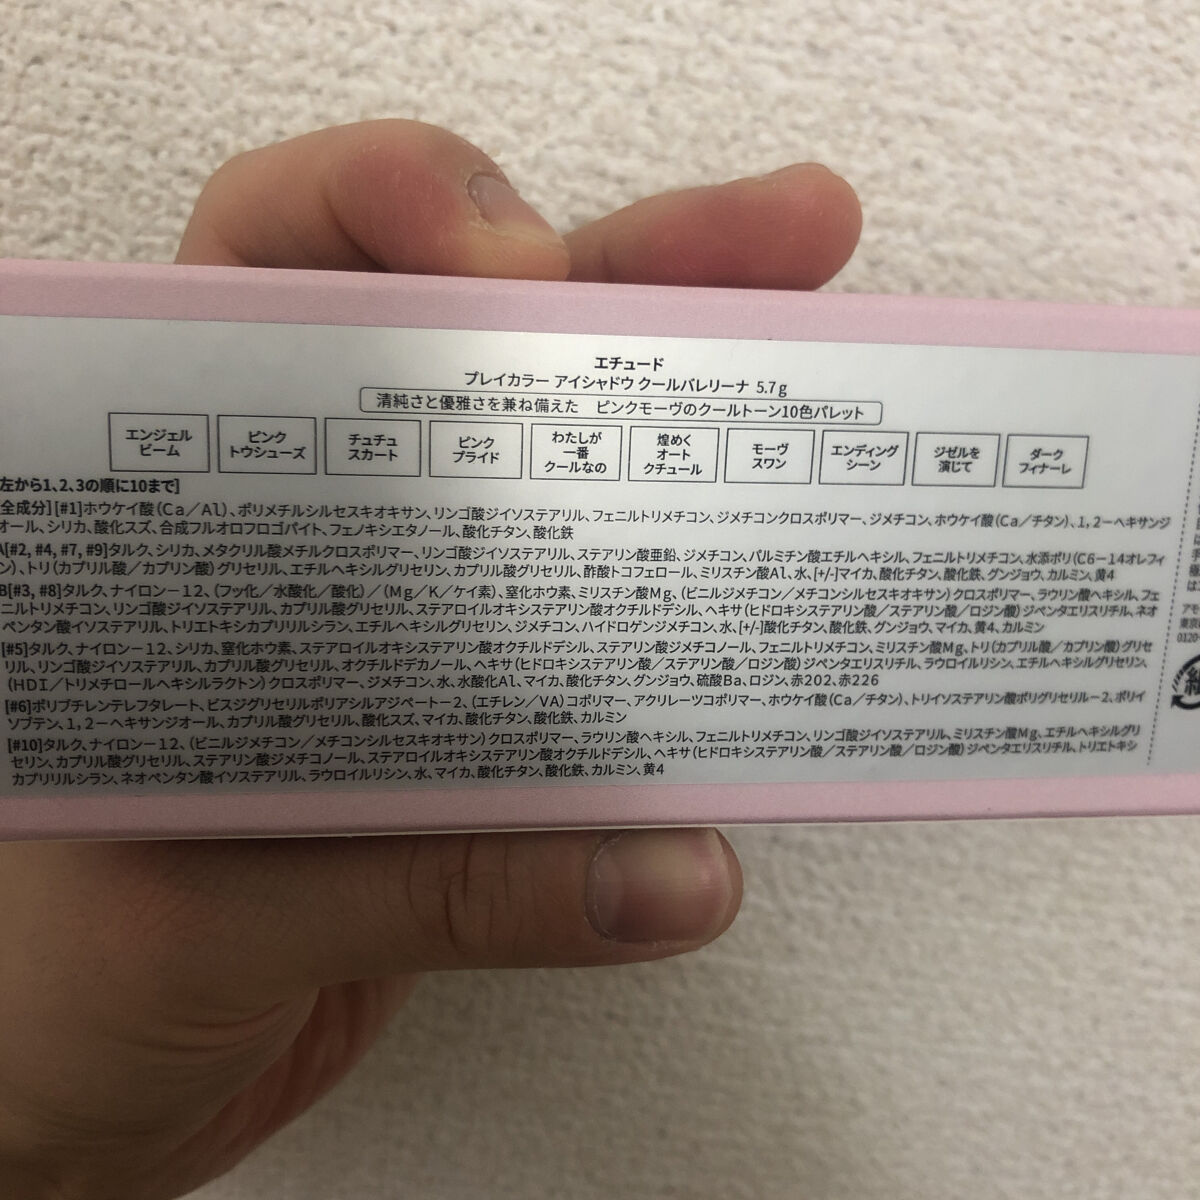 エチュード
プレイカラー アイシャドウ クールバレリーナ 5.7g
清純さと優雅さを兼ね備えた ピンクモーヴのクールトーン10色パレット
エンジェル
ビーム
ピンク
トウシューズ
チュチュ
スカート
ピンク
プライド
わたしが
一番
クールなの
煌めく
オート
クチュール
モーヴ
スワン
エンディング
シーン
ジゼルを
演じて
ダーク
フィナーレ
左から1、2、3の順に10まで]
全成分][#1]ホウケイ酸(Ca/Al)、ポリメチルシルセスキオキサン、リンゴ酸ジイソステアリル、フェニルトリメチコン、ジメチコンクロスポリマー、ジメチコン、ホウケイ酸(Ca/チタン)、1,2-ヘキサンジ
オール、シリカ、酸化スズ、合成フルオロフロゴパイト、フェノキシエタノール、酸化チタン、酸化鉄
A[#2, #4, #7, #9]タルク、シリカ、メタクリル酸メチルクロスポリマー、リンゴ酸ジイソステアリル、ステアリン酸亜鉛、ジメチコン、パルミチン酸エチルヘキシル、フェニルトリメチコン、水添ポリ(C6-14オレフィ
ン)、トリ(カプリル酸/カプリン酸)グリセリル、エチルヘキシルグリセリン、カプリル酸グリセリル、酢酸トコフェロール、ミリスチン酸Al、水、[+/-]マイカ、酸化チタン、酸化鉄、グンジョウ、カルミン、黄4
B[#3, #8]タルク、ナイロン-12、(フッ化/水酸化/酸化)/(Mg/K/ケイ素)、窒化ホウ素、ミリスチン酸Mg、(ビニルジメチコン/メチコンシルセスキオキサン)クロスポリマー、ラウリン酸ヘキシル、フェ
ニルトリメチコン、リンゴ酸ジイソステアリル、カプリル酸グリセリル、ステアロイルオキシステアリン酸オクチルドデシル、ヘキサ(ヒドロキシステアリン酸/ステアリン酸/ロジン酸)ジペンタエリスリチル、ネオ
ペンタン酸イソステアリル、トリエトキシカプリリルシラン、エチルヘキシルグリセリン、ジメチコン、ハイドロゲンジメチコン、水、[+/-]酸化チタン、酸化鉄、グンジョウ、マイカ、黄4、カルミン
[#5]タルク、ナイロン-12、シリカ、窒化ホウ素、ステアロイルオキシステアリン酸オクチルドデシル、ステアリン酸ジメチコノール、フェニルトリメチコン、ミリスチン酸Mg、トリ(カプリル酸/カプリン酸)グリセ
リル、リンゴ酸ジイソステアリル、カプリル酸グリセリル、オクチルドデカノール、ヘキサ(ヒドロキシステアリン酸/ステアリン酸/ロジン酸)ジペンタエリスリチル、ラウロイルリシン、エチルヘキシルグリセリン、
(HDI/トリメチロールヘキシルラクトン)クロスポリマー、ジメチコン、水、水酸化Al、マイカ、酸化チタン、グンジョウ、硫酸Ba、ロジン、赤202、赤226
[#6]ポリブチレンテレフタレート、ビスジグリセリルポリアシルアジペート-2、(エチレン/VA)コポリマー、アクリレーツコポリマー、ホウケイ酸(Ca/チタン)、トリイソステアリン酸ポリグリセリル-2、ポリイ
ソブテン、1,2-ヘキサンジオール、カプリル酸グリセリル、酸化スズ、マイカ、酸化チタン、酸化鉄、カルミン
[#10]タルク、ナイロン-12、(ビニルジメチコン/メチコンシルセスキオキサン)クロスポリマー、ラウリン酸ヘキシル、フェニルトリメチコン、リンゴ酸ジイソステアリル、ミリスチン酸Mg、エチルヘキシルグリ
セリン、カプリル酸グリセリル、ステアリン酸ジメチコノール、ステアロイルオキシステアリン酸オクチルドデシル、ヘキサ(ヒドロキシステアリン酸/ステアリン酸/ロジン酸)ジペンタエリスリチル、トリエトキシ
カプリリルシラン、ネオペンタン酸イソステアリル、ラウロイルリシン、水、マイカ、酸化チタン、酸化鉄、カルミン、黄4
アモ
東京
0120